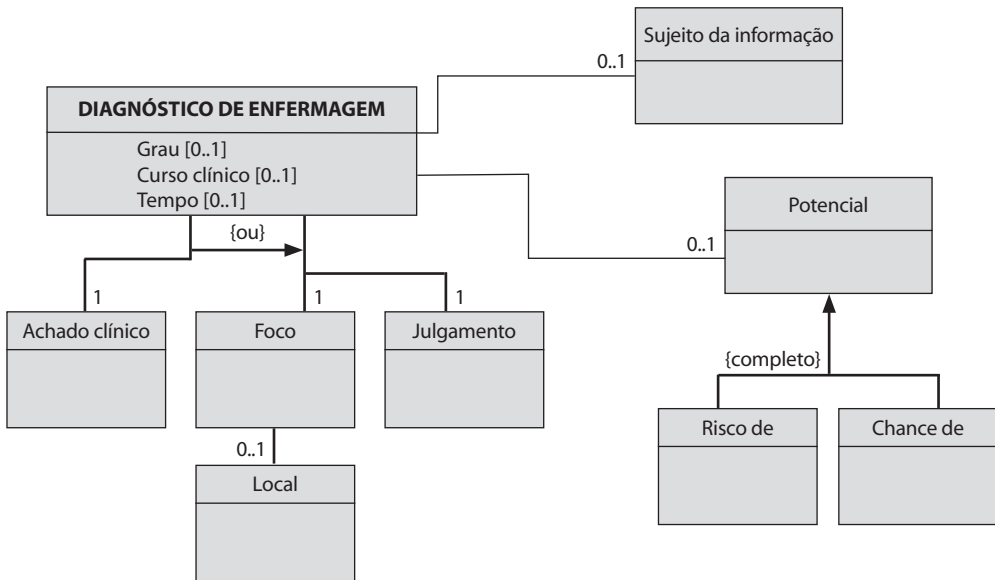 Sujeito da informação
0..1
DIAGNÓSTICO DE ENFERMAGEM
Grau [0..1]
Curso clínico [0..1]
Tempo [0..1]
Potencial
0..1
{ou}
1
1
1
Achado clínico
Foco
Julgamento
{completo}
Risco de
Chance de
0..1
Local